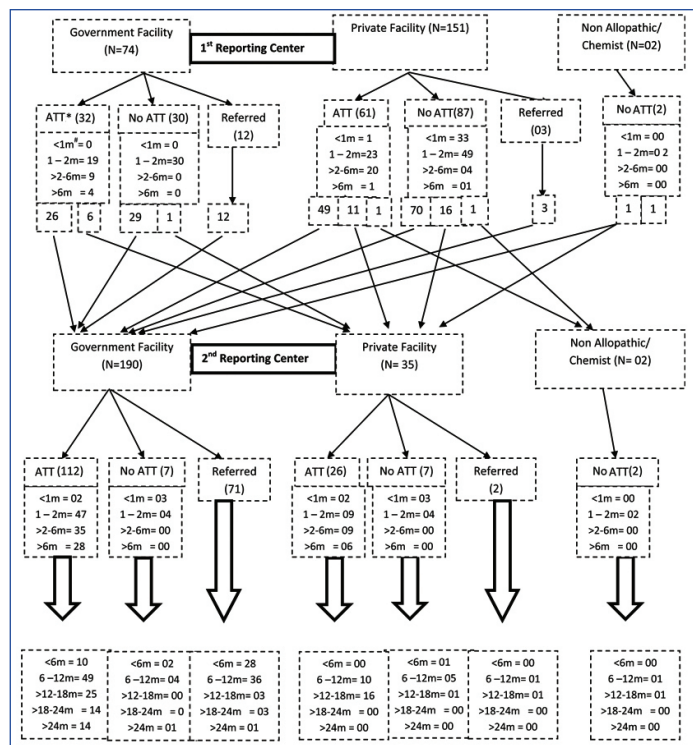 Government Facility
(N=74)
1st Reporting Center
Private Facility (N=151)
Non Allopathic/
Chemist (N=02)
ATT* (32)
<1m#= 0
1 – 2m= 19
>2-6m= 9
>6m = 4
No ATT (30)
<1m = 0
1 – 2m=30
>2-6m= 0
>6m = 0
Referred
(12)
ATT (61)
<1m = 1
1 – 2m=23
>2-6m= 20
>6m = 1
No ATT(87)
<1m = 33
1 – 2m= 49
>2-6m= 04
>6m = 01
Referred
(03)
No ATT(2)
<1m = 00
1 – 2m=0 2
>2-6m= 00
>6m = 00
26 6 29 1 12 49 11 1 70 16 1 3 1 1
Government Facility
(N=190)
2nd Reporting Center
Private Facility
(N= 35)
Non Allopathic/
Chemist (N= 02)
ATT (112)
<1m = 02
1 – 2m= 47
>2-6m= 35
>6m = 28
No ATT (7)
<1m = 03
1 – 2m= 04
>2-6m= 00
>6m = 00
Referred
(71)
ATT (26)
<1m = 02
1 – 2m= 09
>2-6m= 09
>6m = 06
No ATT (7)
<1m = 03
1 – 2m= 04
>2-6m= 00
>6m = 00
Referred
(2)
No ATT(2)
<1m = 00
1 – 2m = 02
>2-6m= 00
>6m = 00
<6m = 10
6 –12m= 49
>12-18m= 25
>18-24m = 14
>24m = 14
<6m = 02
6 –12m= 04
>12-18m= 00
>18-24m= 0
>24m = 01
<6m = 28
6 –12m= 36
>12-18m= 03
>18-24m = 03
>24m = 01
<6m = 00
6 –12m= 10
>12-18m= 16
>18-24m= 00
>24m = 00
<6m = 01
6 –12m= 05
>12-18m= 01
>18-24m= 00
>24m = 00
<6m = 00
6 –12m= 01
>12-18m= 01
>18-24m = 00
>24m = 00
<6m = 00
6 –12m= 01
>12-18m= 01
>18-24m = 00
>24m = 00